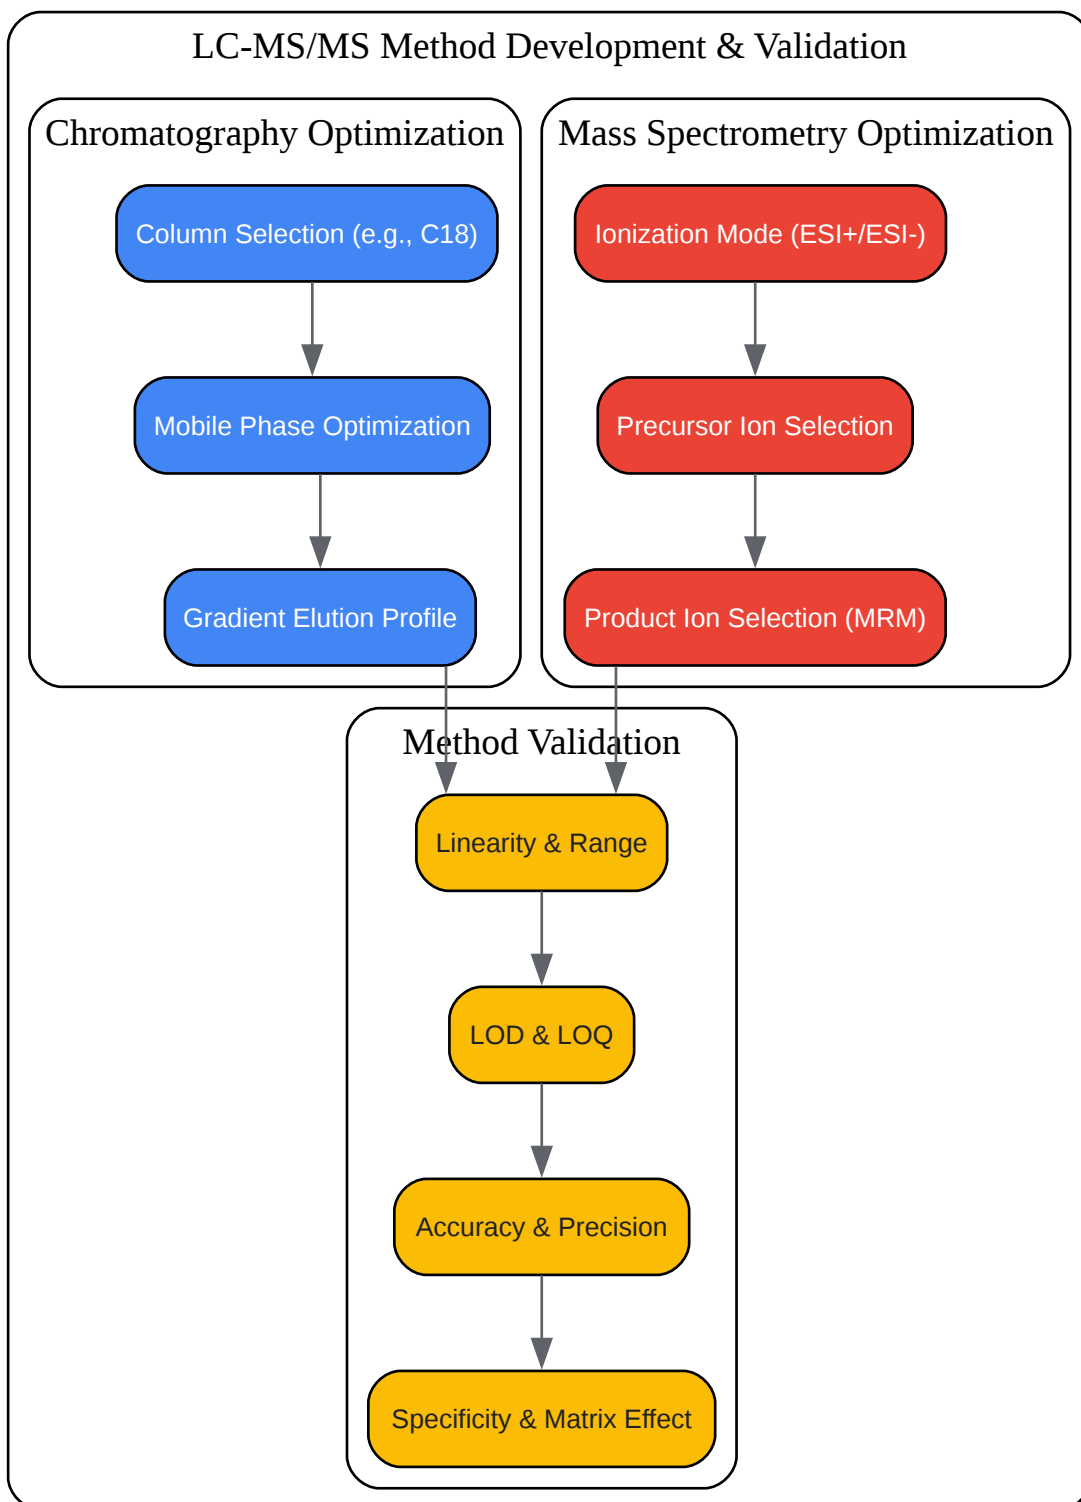 LC-MS/MS Method Development & Validation
Chromatography Optimization
Column Selection (e.g., C18)
Mobile Phase Optimization
Gradient Elution Profile
Mass Spectrometry Optimization
Ionization Mode (ESI+/ESI-)
Precursor Ion Selection
Product Ion Selection (MRM)
Method Validation
Linearity & Range
LOD & LOQ
Accuracy & Precision
Specificity & Matrix Effect